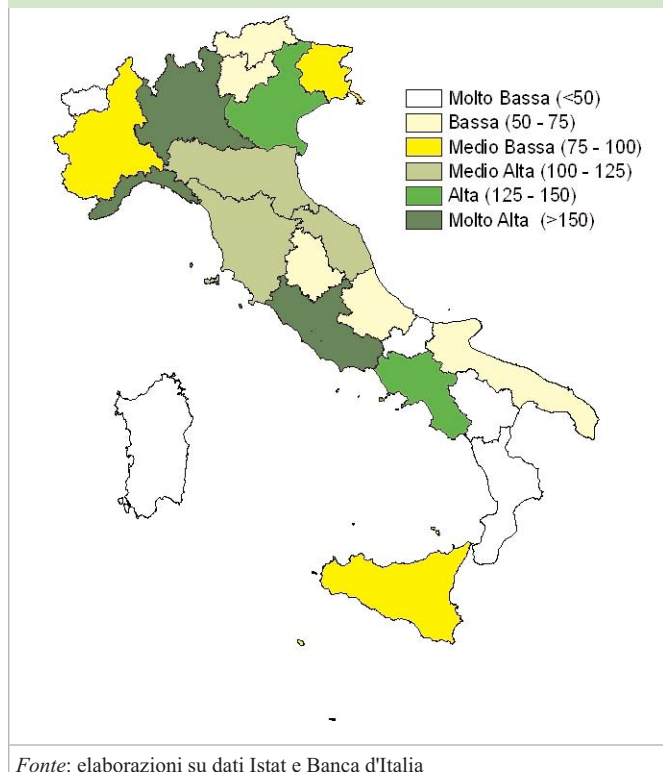 Molto Bassa (<50)
Bassa (50 - 75)
Medio Bassa (75 - 100)
Medio Alta (100 - 125)
Alta (125 - 150)
Molto Alta (>150)
Fonte: elaborazioni su dati Istat e Banca d'Italia